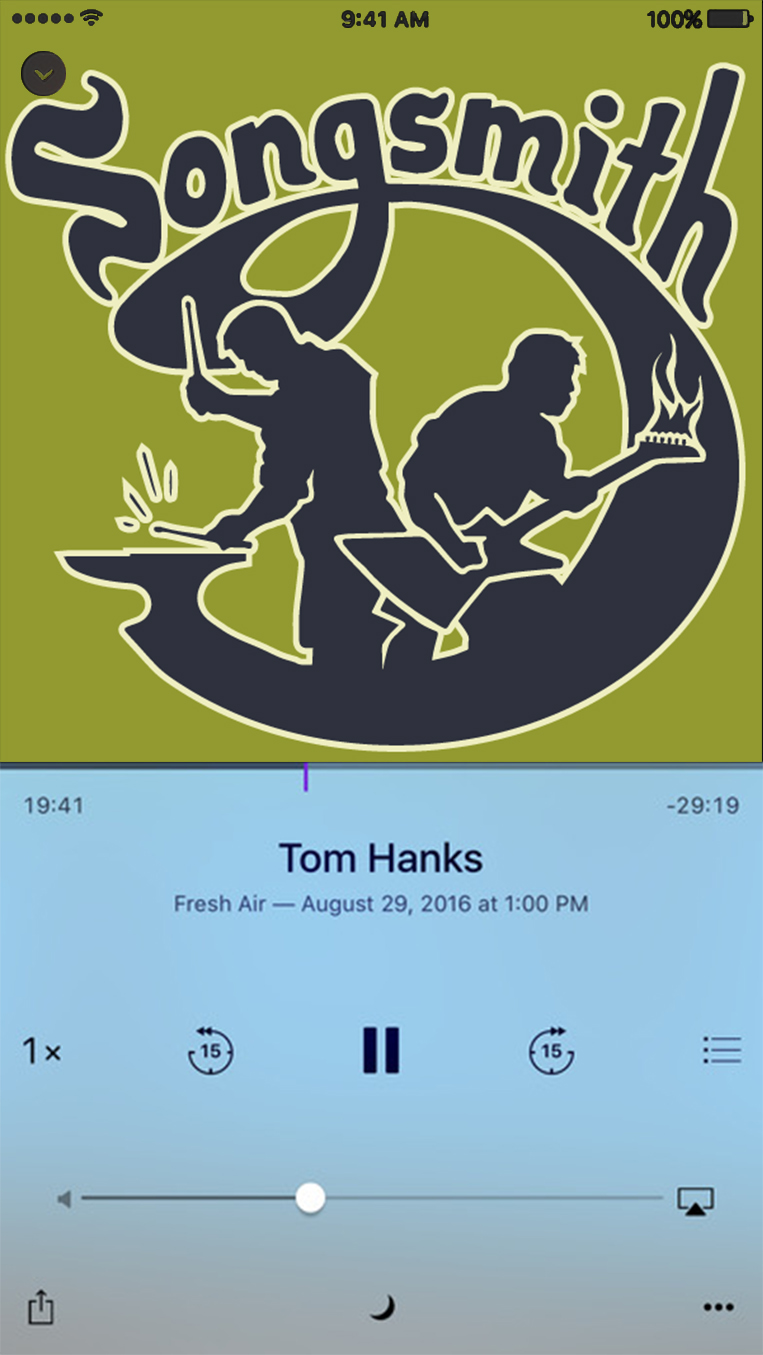 9:41 AM 100%
Songsmith
19:41 -29:19
Tom Hanks
Fresh Air — August 29, 2016 at 1:00 PM
1× 15 15